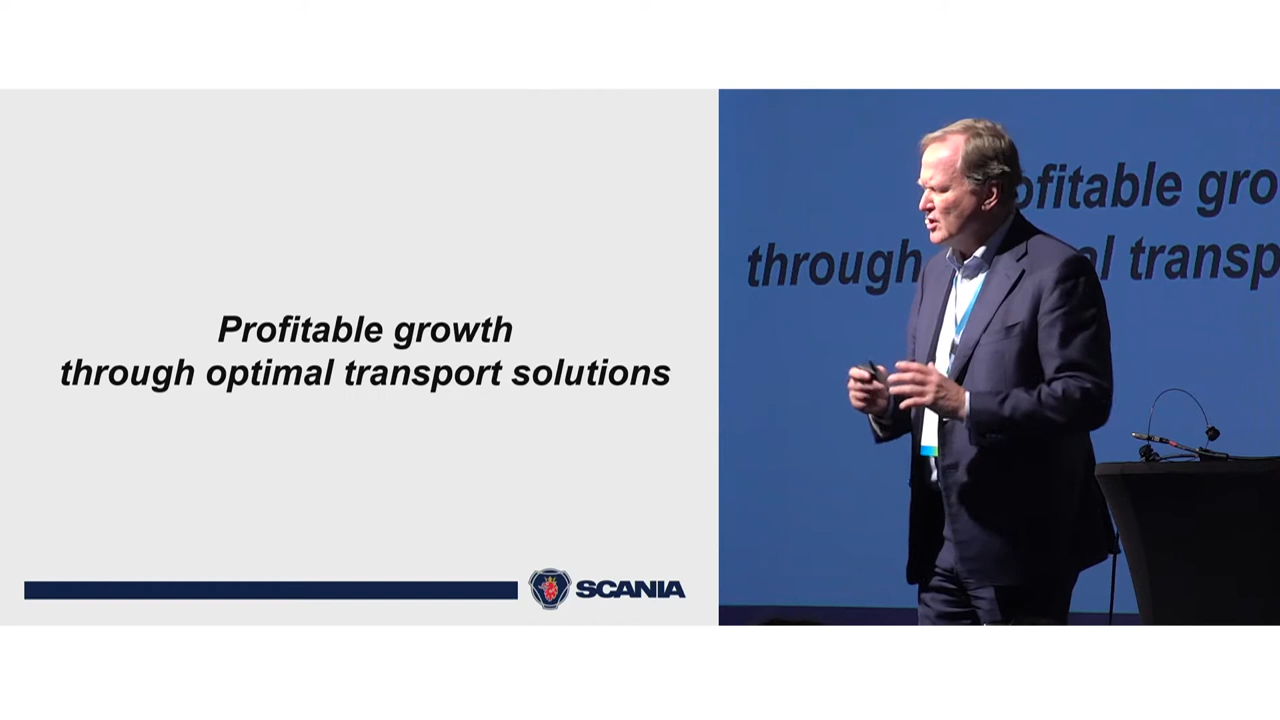 Profitable growth
through optimal transport solutions
SCANIA
ofitable gro
through al transp